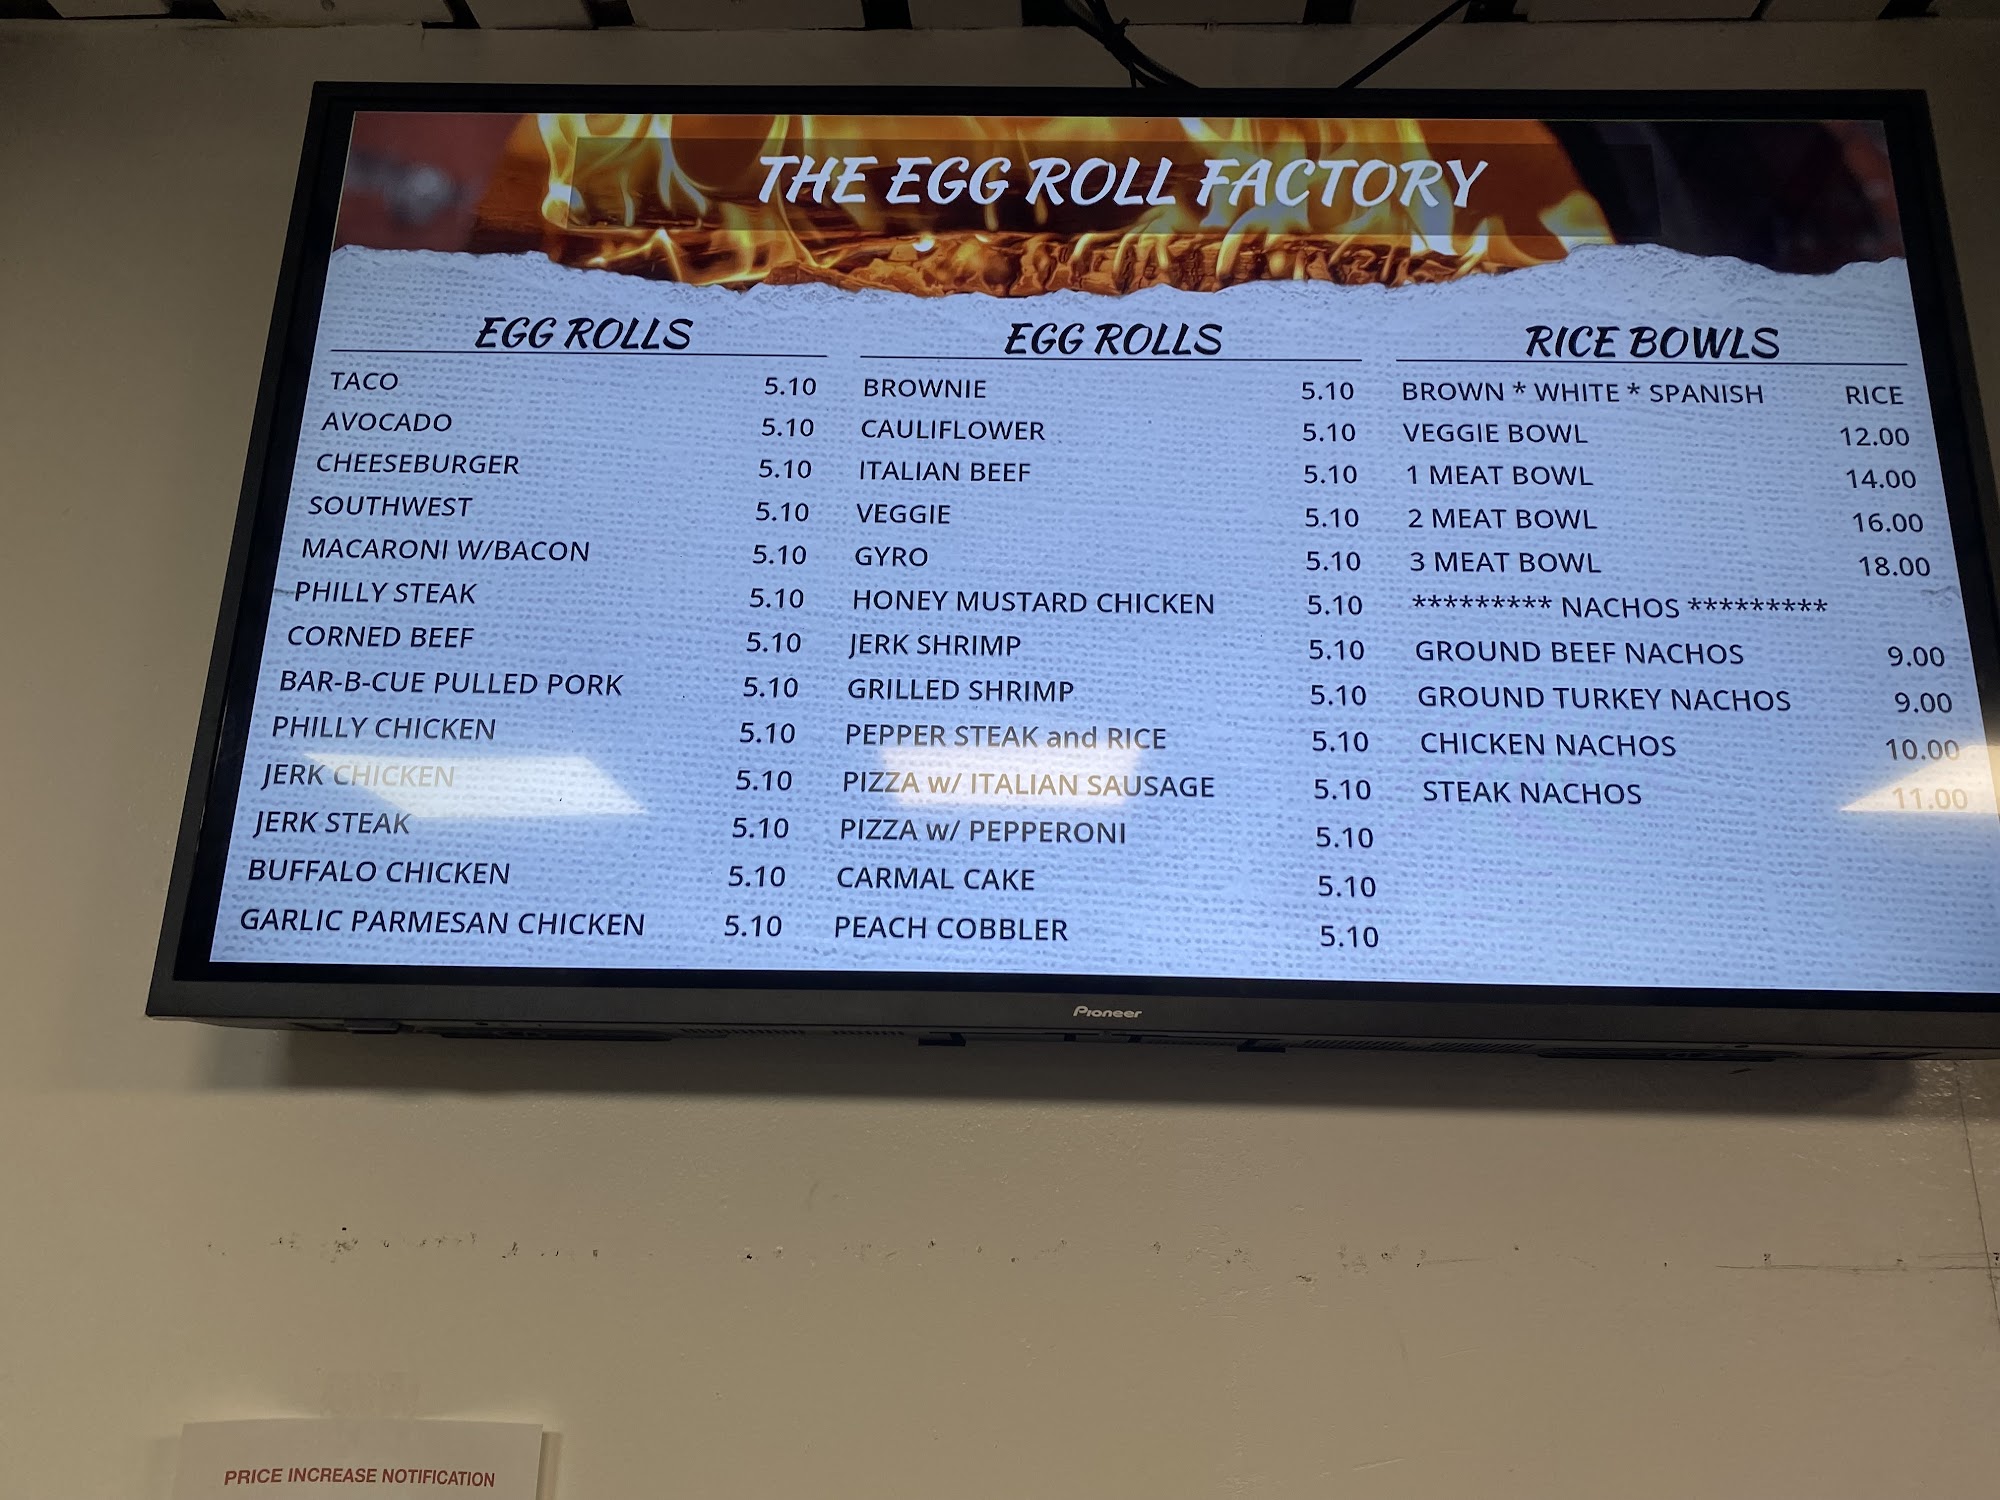 THE EGG ROLL FACTORY
EGG ROLLS
TACO 5.10
AVOCADO 5.10
CHEESEBURGER 5.10
SOUTHWEST 5.10
MACARONI W/BACON 5.10
PHILLY STEAK 5.10
CORNED BEEF 5.10
BAR-B-CUE PULLED PORK 5.10
PHILLY CHICKEN 5.10
JERK CHICKEN 5.10
JERK STEAK 5.10
BUFFALO CHICKEN 5.10
GARLIC PARMESAN CHICKEN 5.10
EGG ROLLS
BROWNIE 5.10
CAULIFLOWER 5.10
ITALIAN BEEF 5.10
VEGGIE 5.10
GYRO 5.10
HONEY MUSTARD CHICKEN 5.10
JERK SHRIMP 5.10
GRILLED SHRIMP 5.10
PEPPER STEAK and RICE 5.10
PIZZA w/ ITALIAN SAUSAGE 5.10
PIZZA w/ PEPPERONI 5.10
CARMAL CAKE 5.10
PEACH COBBLER 5.10
RICE BOWLS
BROWN * WHITE * SPANISH RICE
VEGGIE BOWL 12.00
1 MEAT BOWL 14.00
2 MEAT BOWL 16.00
3 MEAT BOWL 18.00
********* NACHOS *********
GROUND BEEF NACHOS 9.00
GROUND TURKEY NACHOS 9.00
CHICKEN NACHOS 10.00
STEAK NACHOS 11.00
Pioneer
PRICE INCREASE NOTIFICATION